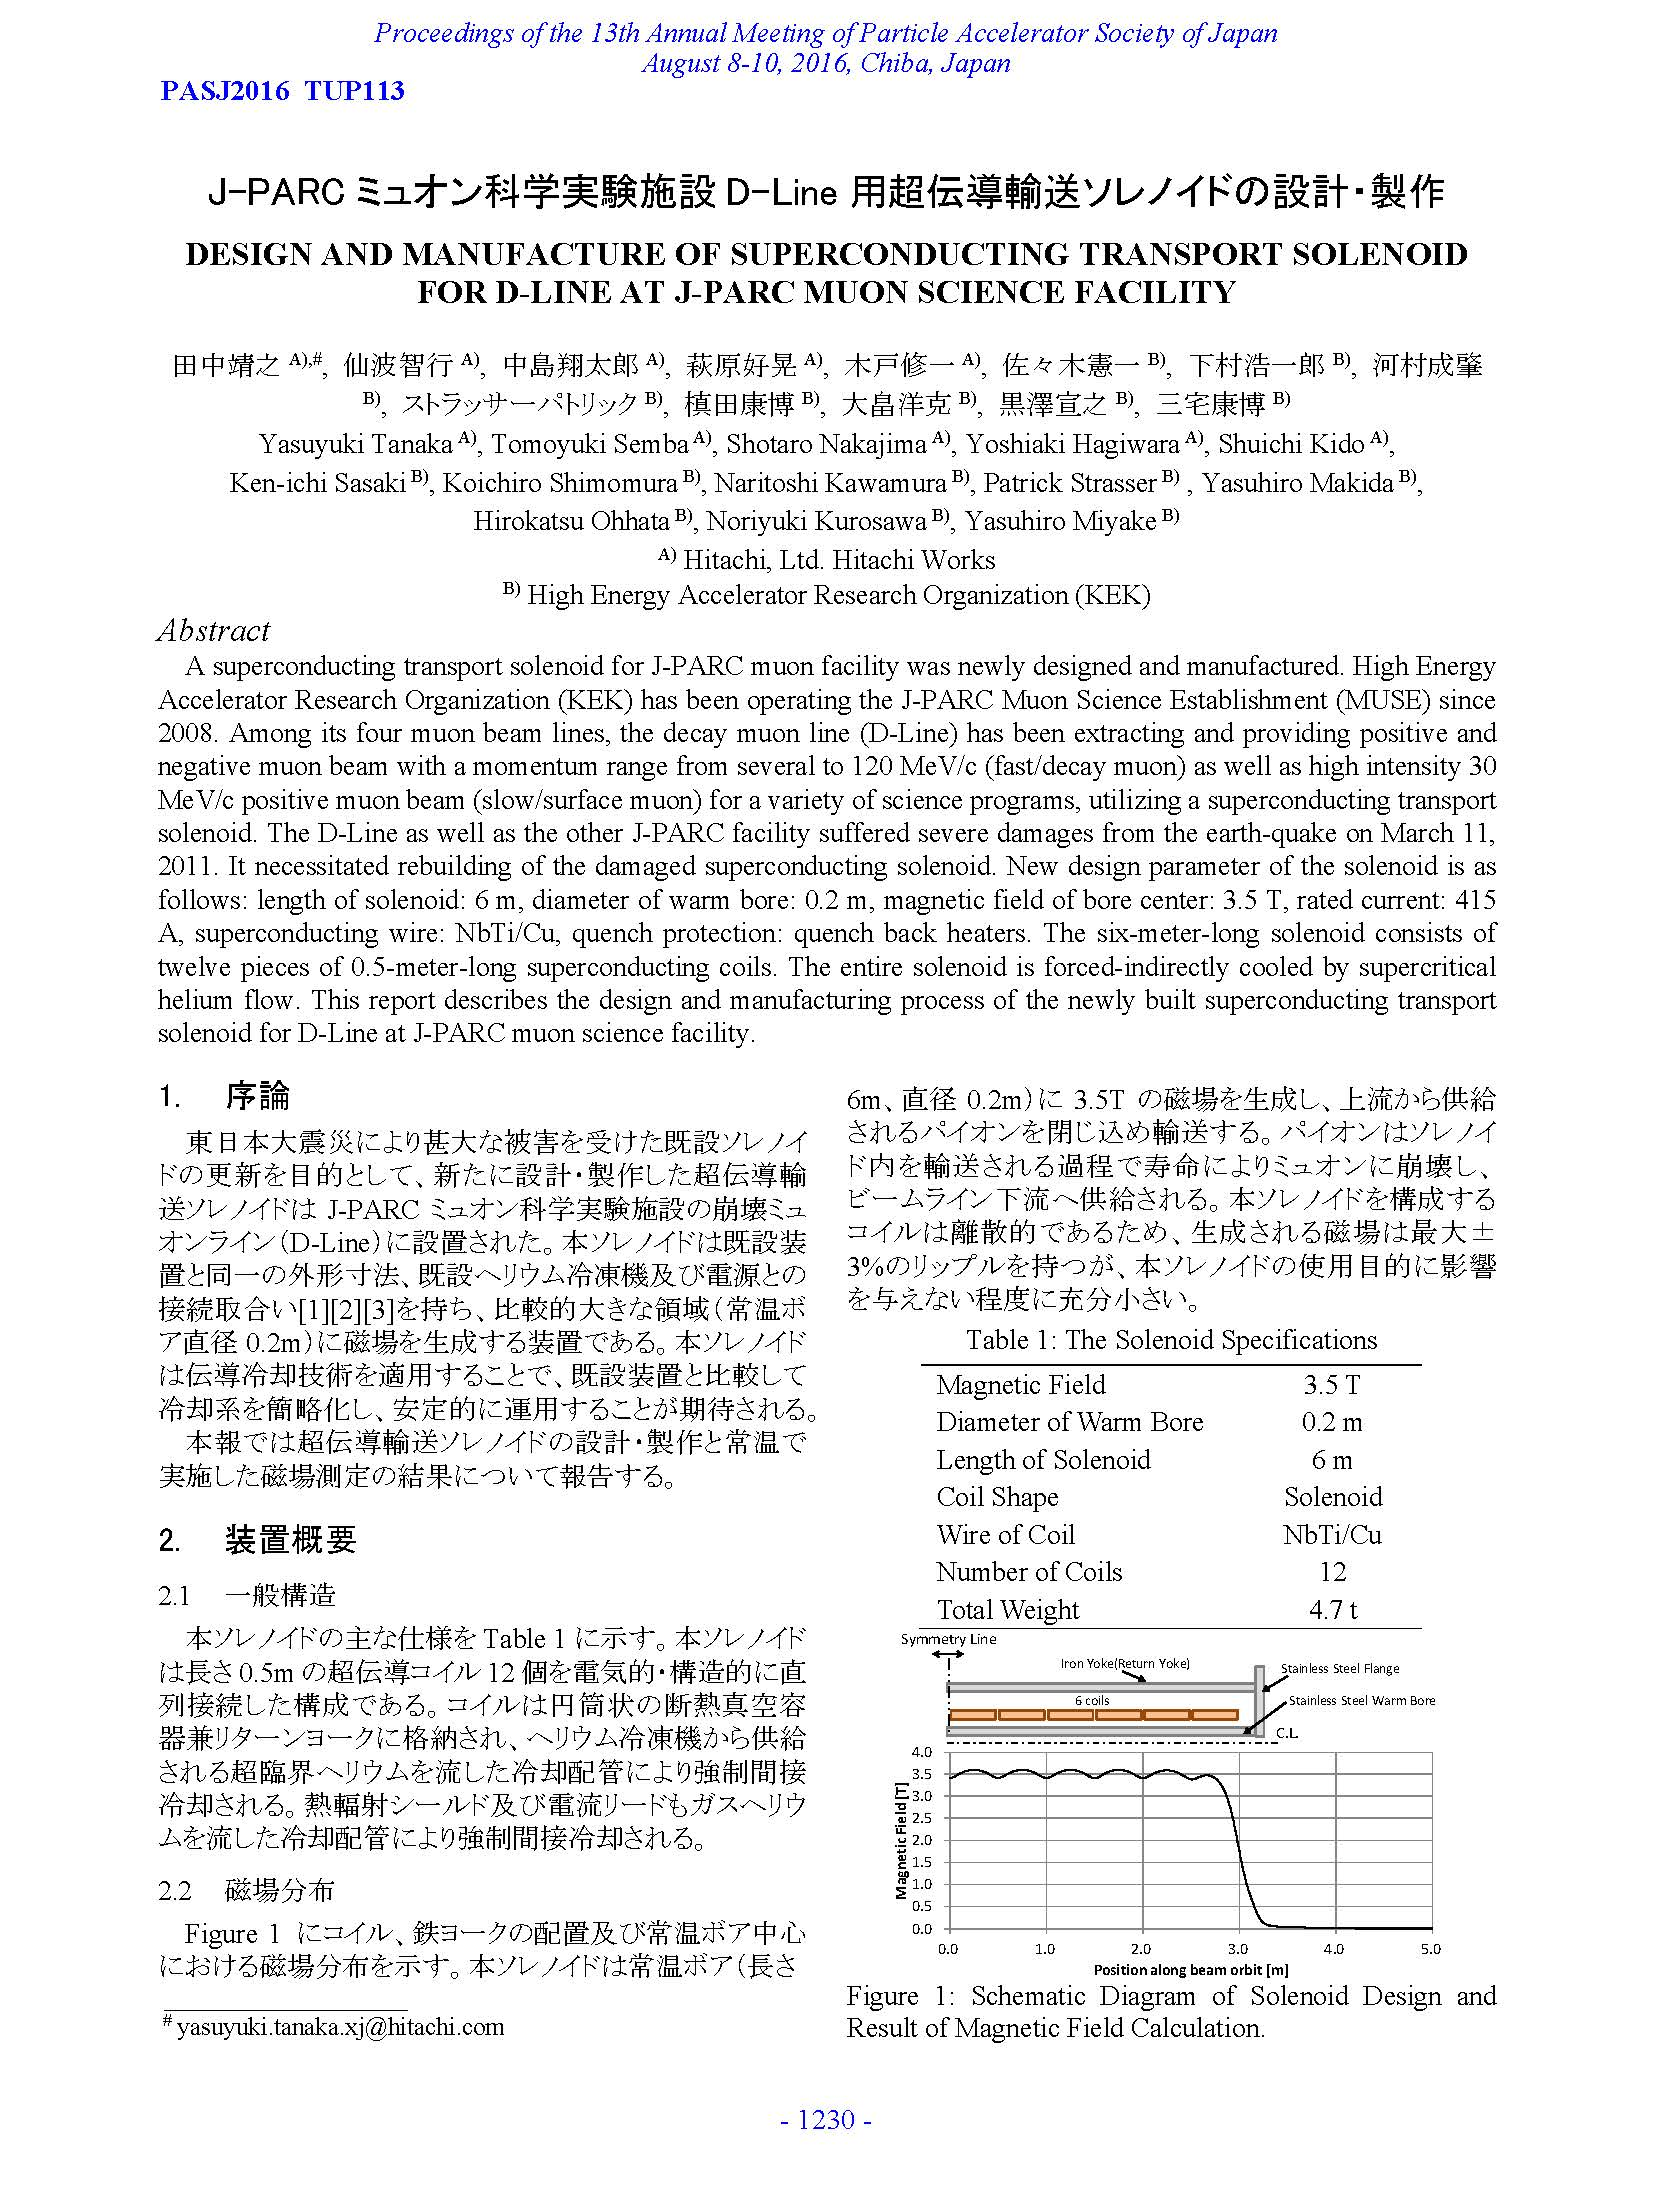 Proceedings of the 13th Annual Meeting of Particle Accelerator Society of Japan
August 8-10, 2016, Chiba, Japan
PASJ2016 TUP113
J-PARC ミュオン科学実験施設 D-Line 用超伝導輸送ソレノイドの設計・製作
DESIGN AND MANUFACTURE OF SUPERCONDUCTING TRANSPORT SOLENOID
FOR D-LINE AT J-PARC MUON SCIENCE FACILITY
田中靖之 A),#, 仙波智行 A), 中島翔太郎 A), 萩原好晃 A), 木戸修一 A), 佐々木憲一 B), 下村浩一郎 B), 河村成肇
B), ストラッサーパトリック B), 槙田康博 B), 大畠洋克 B), 黒澤宣之 B), 三宅康博 B)
Yasuyuki Tanaka A), Tomoyuki Semba A), Shotaro Nakajima A), Yoshiaki Hagiwara A), Shuichi Kido A),
Ken-ichi Sasaki B), Koichiro Shimomura B), Naritoshi Kawamura B), Patrick Strasser B) , Yasuhiro Makida B),
Hirokatsu Ohhata B), Noriyuki Kurosawa B), Yasuhiro Miyake B)
A) Hitachi, Ltd. Hitachi Works
B) High Energy Accelerator Research Organization (KEK)
Abstract
A superconducting transport solenoid for J-PARC muon facility was newly designed and manufactured. High Energy
Accelerator Research Organization (KEK) has been operating the J-PARC Muon Science Establishment (MUSE) since
2008. Among its four muon beam lines, the decay muon line (D-Line) has been extracting and providing positive and
negative muon beam with a momentum range from several to 120 MeV/c (fast/decay muon) as well as high intensity 30
MeV/c positive muon beam (slow/surface muon) for a variety of science programs, utilizing a superconducting transport
solenoid. The D-Line as well as the other J-PARC facility suffered severe damages from the earth-quake on March 11,
2011. It necessitated rebuilding of the damaged superconducting solenoid. New design parameter of the solenoid is as
follows: length of solenoid: 6 m, diameter of warm bore: 0.2 m, magnetic field of bore center: 3.5 T, rated current: 415
A, superconducting wire: NbTi/Cu, quench protection: quench back heaters. The six-meter-long solenoid consists of
twelve pieces of 0.5-meter-long superconducting coils. The entire solenoid is forced-indirectly cooled by supercritical
helium flow. This report describes the design and manufacturing process of the newly built superconducting transport
solenoid for D-Line at J-PARC muon science facility.
1. 序論
東日本大震災により甚大な被害を受けた既設ソレノイ
ドの更新を目的として、新たに設計・製作した超伝導輸
送ソレノイドは J-PARC ミュオン科学実験施設の崩壊ミュ
オンライン（D-Line）に設置された。本ソレノイドは既設装
置と同一の外形寸法、既設ヘリウム冷凍機及び電源との
接続取合い[1][2][3]を持ち、比較的大きな領域（常温ボ
ア直径 0.2m）に磁場を生成する装置である。本ソレノイド
は伝導冷却技術を適用することで、既設装置と比較して
冷却系を簡略化し、安定的に運用することが期待される。
本報では超伝導輸送ソレノイドの設計・製作と常温で
実施した磁場測定の結果について報告する。
2. 装置概要
2.1 一般構造
本ソレノイドの主な仕様を Table 1 に示す。本ソレノイド
は長さ 0.5m の超伝導コイル 12 個を電気的・構造的に直
列接続した構成である。コイルは円筒状の断熱真空容
器兼リターンヨークに格納され、ヘリウム冷凍機から供給
される超臨界ヘリウムを流した冷却配管により強制間接
冷却される。熱輻射シールド及び電流リードもガスヘリウ
ムを流した冷却配管により強制間接冷却される。
2.2 磁場分布
Figure 1 にコイル、鉄ヨークの配置及び常温ボア中心
における磁場分布を示す。本ソレノイドは常温ボア（長さ
# yasuyuki.tanaka.xj@hitachi.com
6m、直径 0.2m）に 3.5T の磁場を生成し、上流から供給
されるパイオンを閉じ込め輸送する。パイオンはソレノイ
ド内を輸送される過程で寿命によりミュオンに崩壊し、
ビームライン下流へ供給される。本ソレノイドを構成する
コイルは離散的であるため、生成される磁場は最大±
3%のリップルを持つが、本ソレノイドの使用目的に影響
を与えない程度に充分小さい。
Table 1: The Solenoid Specifications
Magnetic Field 3.5 T
Diameter of Warm Bore 0.2 m
Length of Solenoid 6 m
Coil Shape Solenoid
Wire of Coil NbTi/Cu
Number of Coils 12
Total Weight 4.7 t
Symmetry Line
Iron Yoke(Return Yoke)
Stainless Steel Flange
6 coils
Stainless Steel Warm Bore
C.L.
Magnetic Field [T]
4.0
3.5
3.0
2.5
2.0
1.5
1.0
0.5
0.0
0.0 1.0 2.0 3.0 4.0 5.0
Position along beam orbit [m]
Figure 1: Schematic Diagram of Solenoid Design and
Result of Magnetic Field Calculation.
- 1230 -